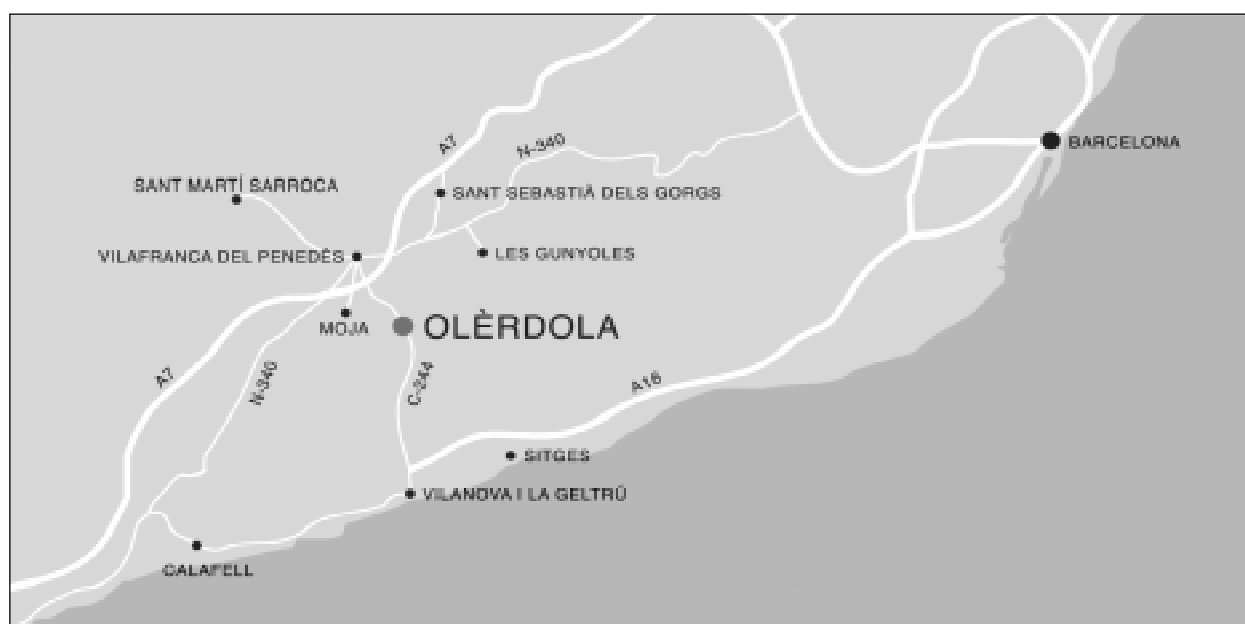 BARCELONA
A7
N-340
SANT MARTÍ SARROCA
SANT SEBASTIÀ DELS GORGS
VILAFRANCA DEL PENEDÈS
LES GUNYOLES
MOJA
OLÈRDOLA
A7
N-340
C-244
A16
SITGES
VILANOVA I LA GELTRÚ
CALAFELL